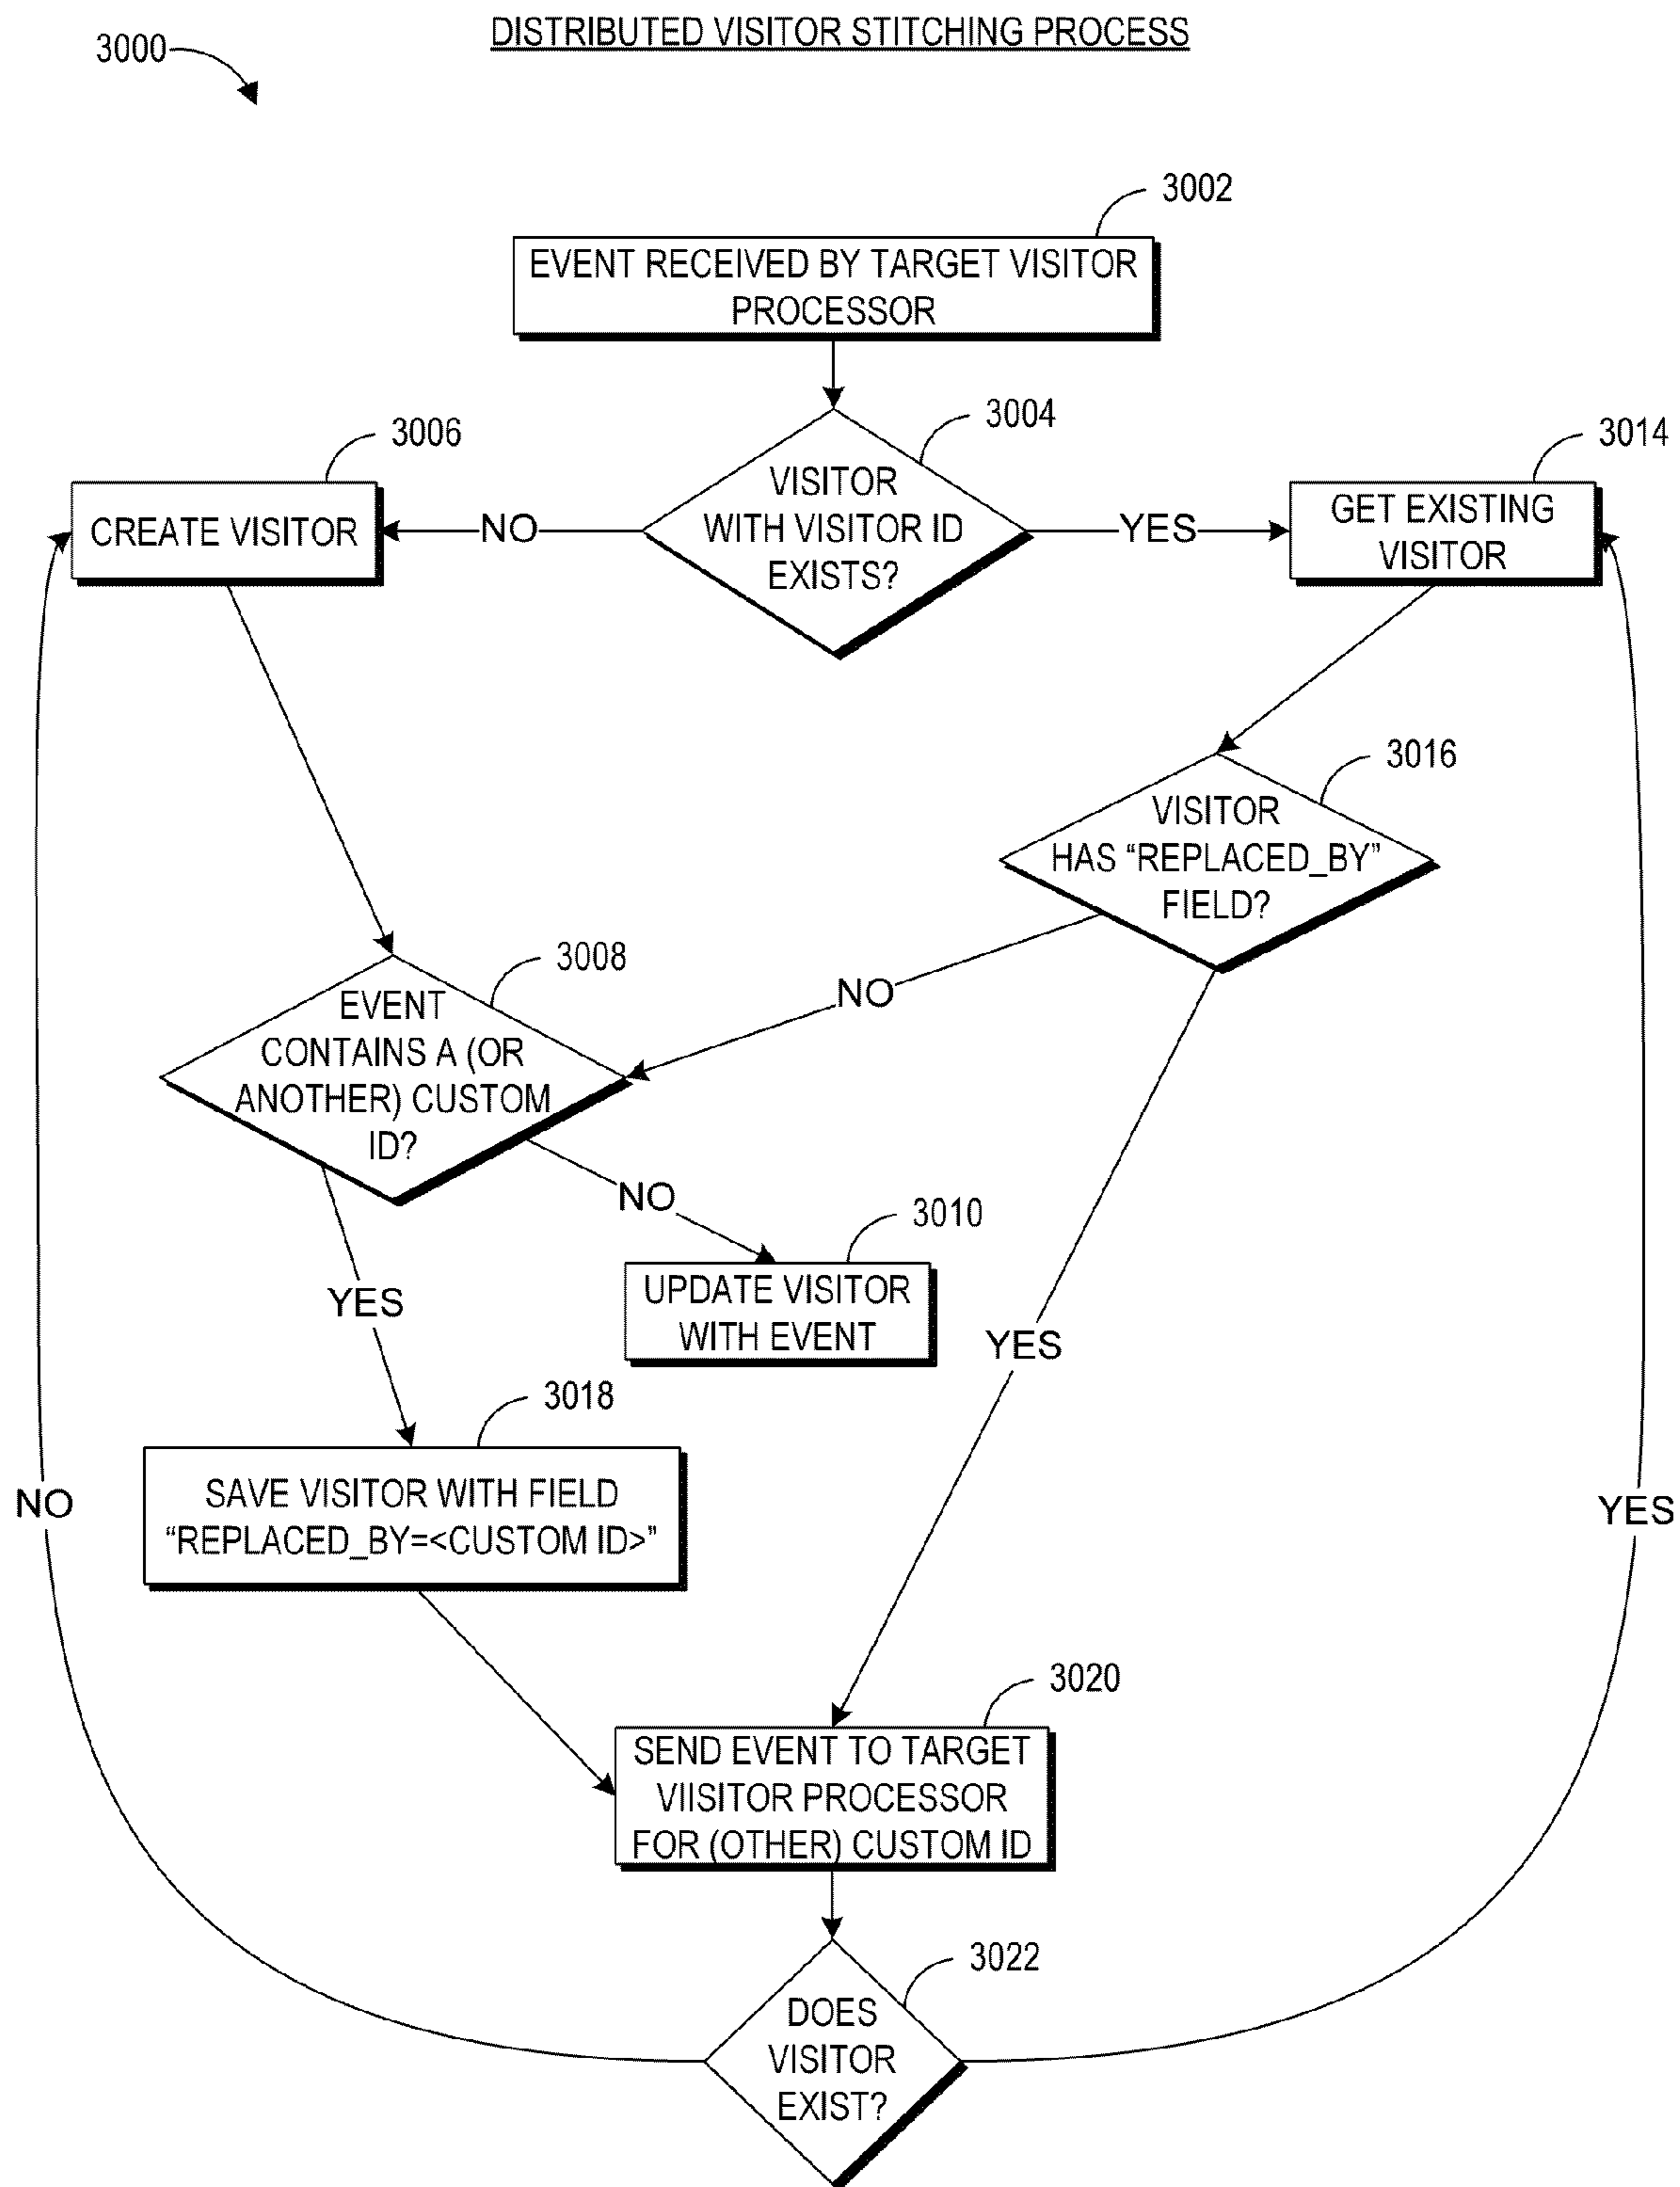 DISTRIBUTED VISITOR STITCHING PROCESS
3000
3002
EVENT RECEIVED BY TARGET VISITOR
PROCESSOR
3004
VISITOR
WITH VISITOR ID
EXISTS?
3006
CREATE VISITOR
NO
YES
3014
GET EXISTING
VISITOR
3016
VISITOR
HAS “REPLACED_BY”
FIELD?
NO
3008
EVENT
CONTAINS A (OR
ANOTHER) CUSTOM
ID?
NO
3010
UPDATE VISITOR
WITH EVENT
YES
YES
3018
SAVE VISITOR WITH FIELD
“REPLACED_BY=<CUSTOM ID>”
NO
YES
3020
SEND EVENT TO TARGET
VIISITOR PROCESSOR
FOR (OTHER) CUSTOM ID
3022
DOES
VISITOR
EXIST?